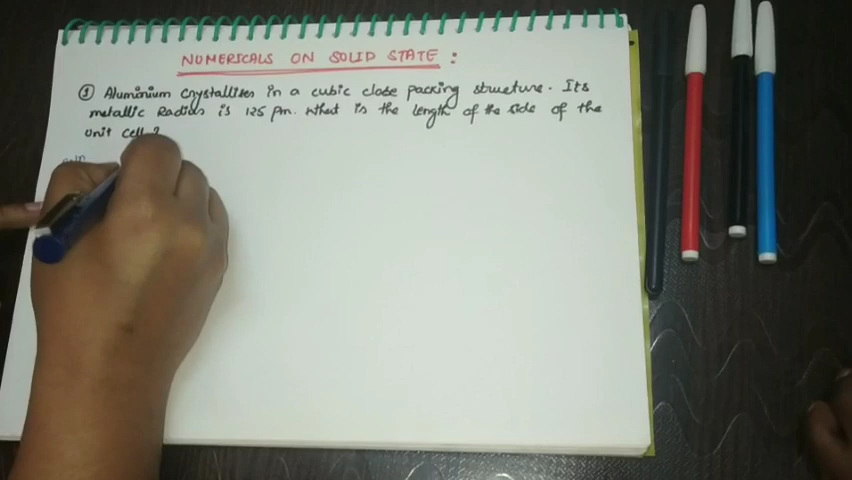 NUMERICALS ON SOLID STATE :
① Aluminium crystallises in a cubic close packing structure. Its
metallic Radius is 125 pm. What is the length of the side of the
unit cell ?
Soln